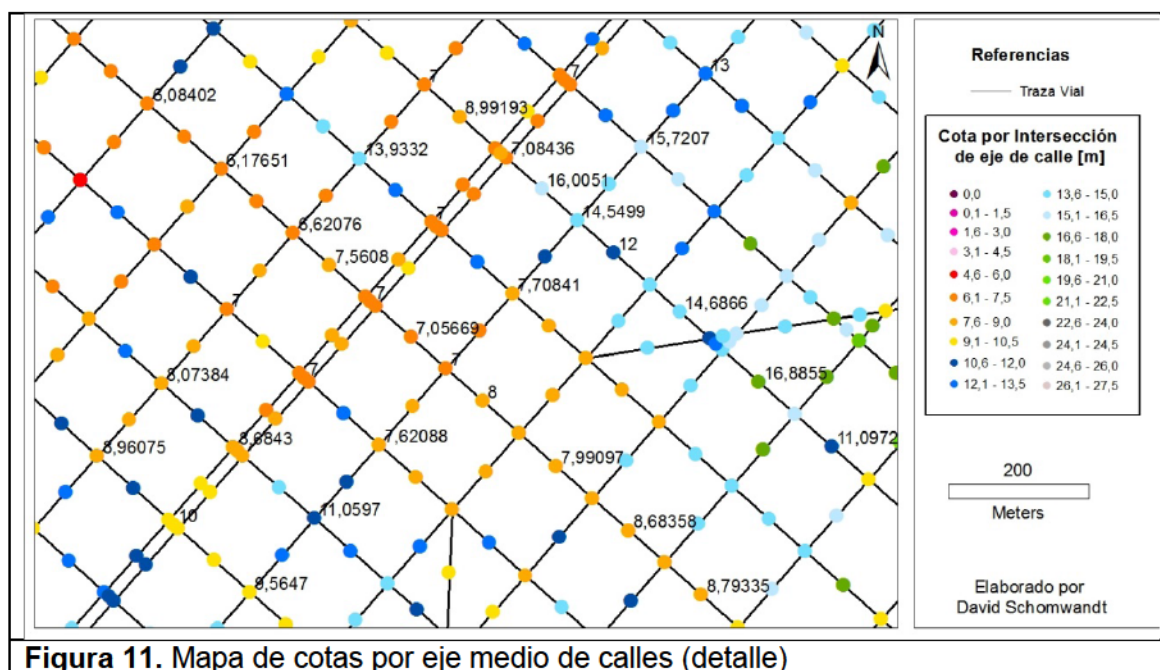 N
7
7
13
6,08402
8,99193
15,7207
13,9332
7,08436
6,17651
16,0051
14,5499
6,62076
7
12
7,5608
7,70841
14,6866
7
7
7,05669
7
7
8,07384
8
16,8855
8,6843
7,62088
11,0972
8,96075
7,99097
10
11,0597
8,68358
9,5647
8,79335
Referencias
Traza Vial
Cota por Intersección
de eje de calle [m]
0,0
0,1 - 1,5
1,6 - 3,0
3,1 - 4,5
4,6 - 6,0
6,1 - 7,5
7,6 - 9,0
9,1 - 10,5
10,6 - 12,0
12,1 - 13,5
13,6 - 15,0
15,1 - 16,5
16,6 - 18,0
18,1 - 19,5
19,6 - 21,0
21,1 - 22,5
22,6 - 24,0
24,1 - 24,5
24,6 - 26,0
26,1 - 27,5
200
Meters
Elaborado por
David Schomwandt
Figura 11. Mapa de cotas por eje medio de calles (detalle)